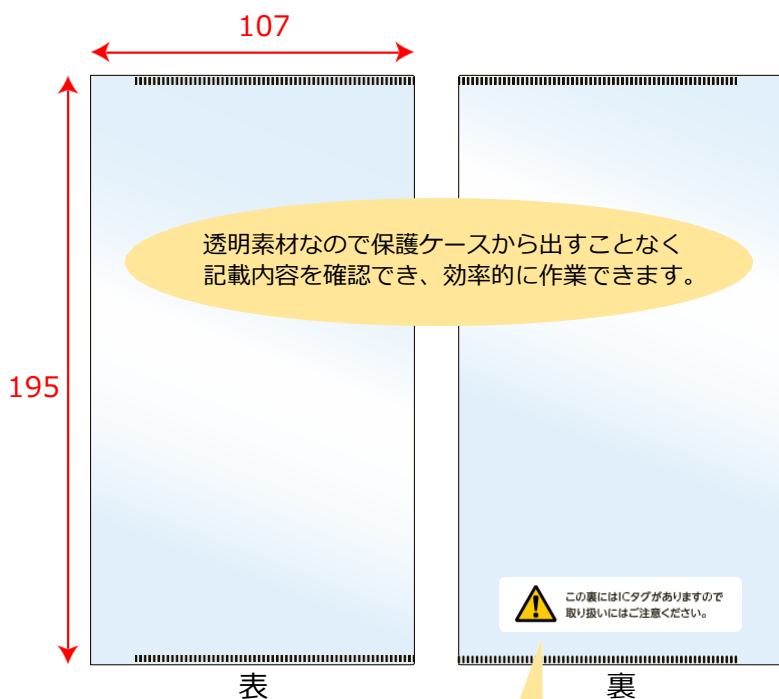 107
195
透明素材なので保護ケースから出すことなく
記載内容を確認でき、効率的に作業できます。
この裏にはICタグがありますので
取り扱いにはご注意ください。
表
裏